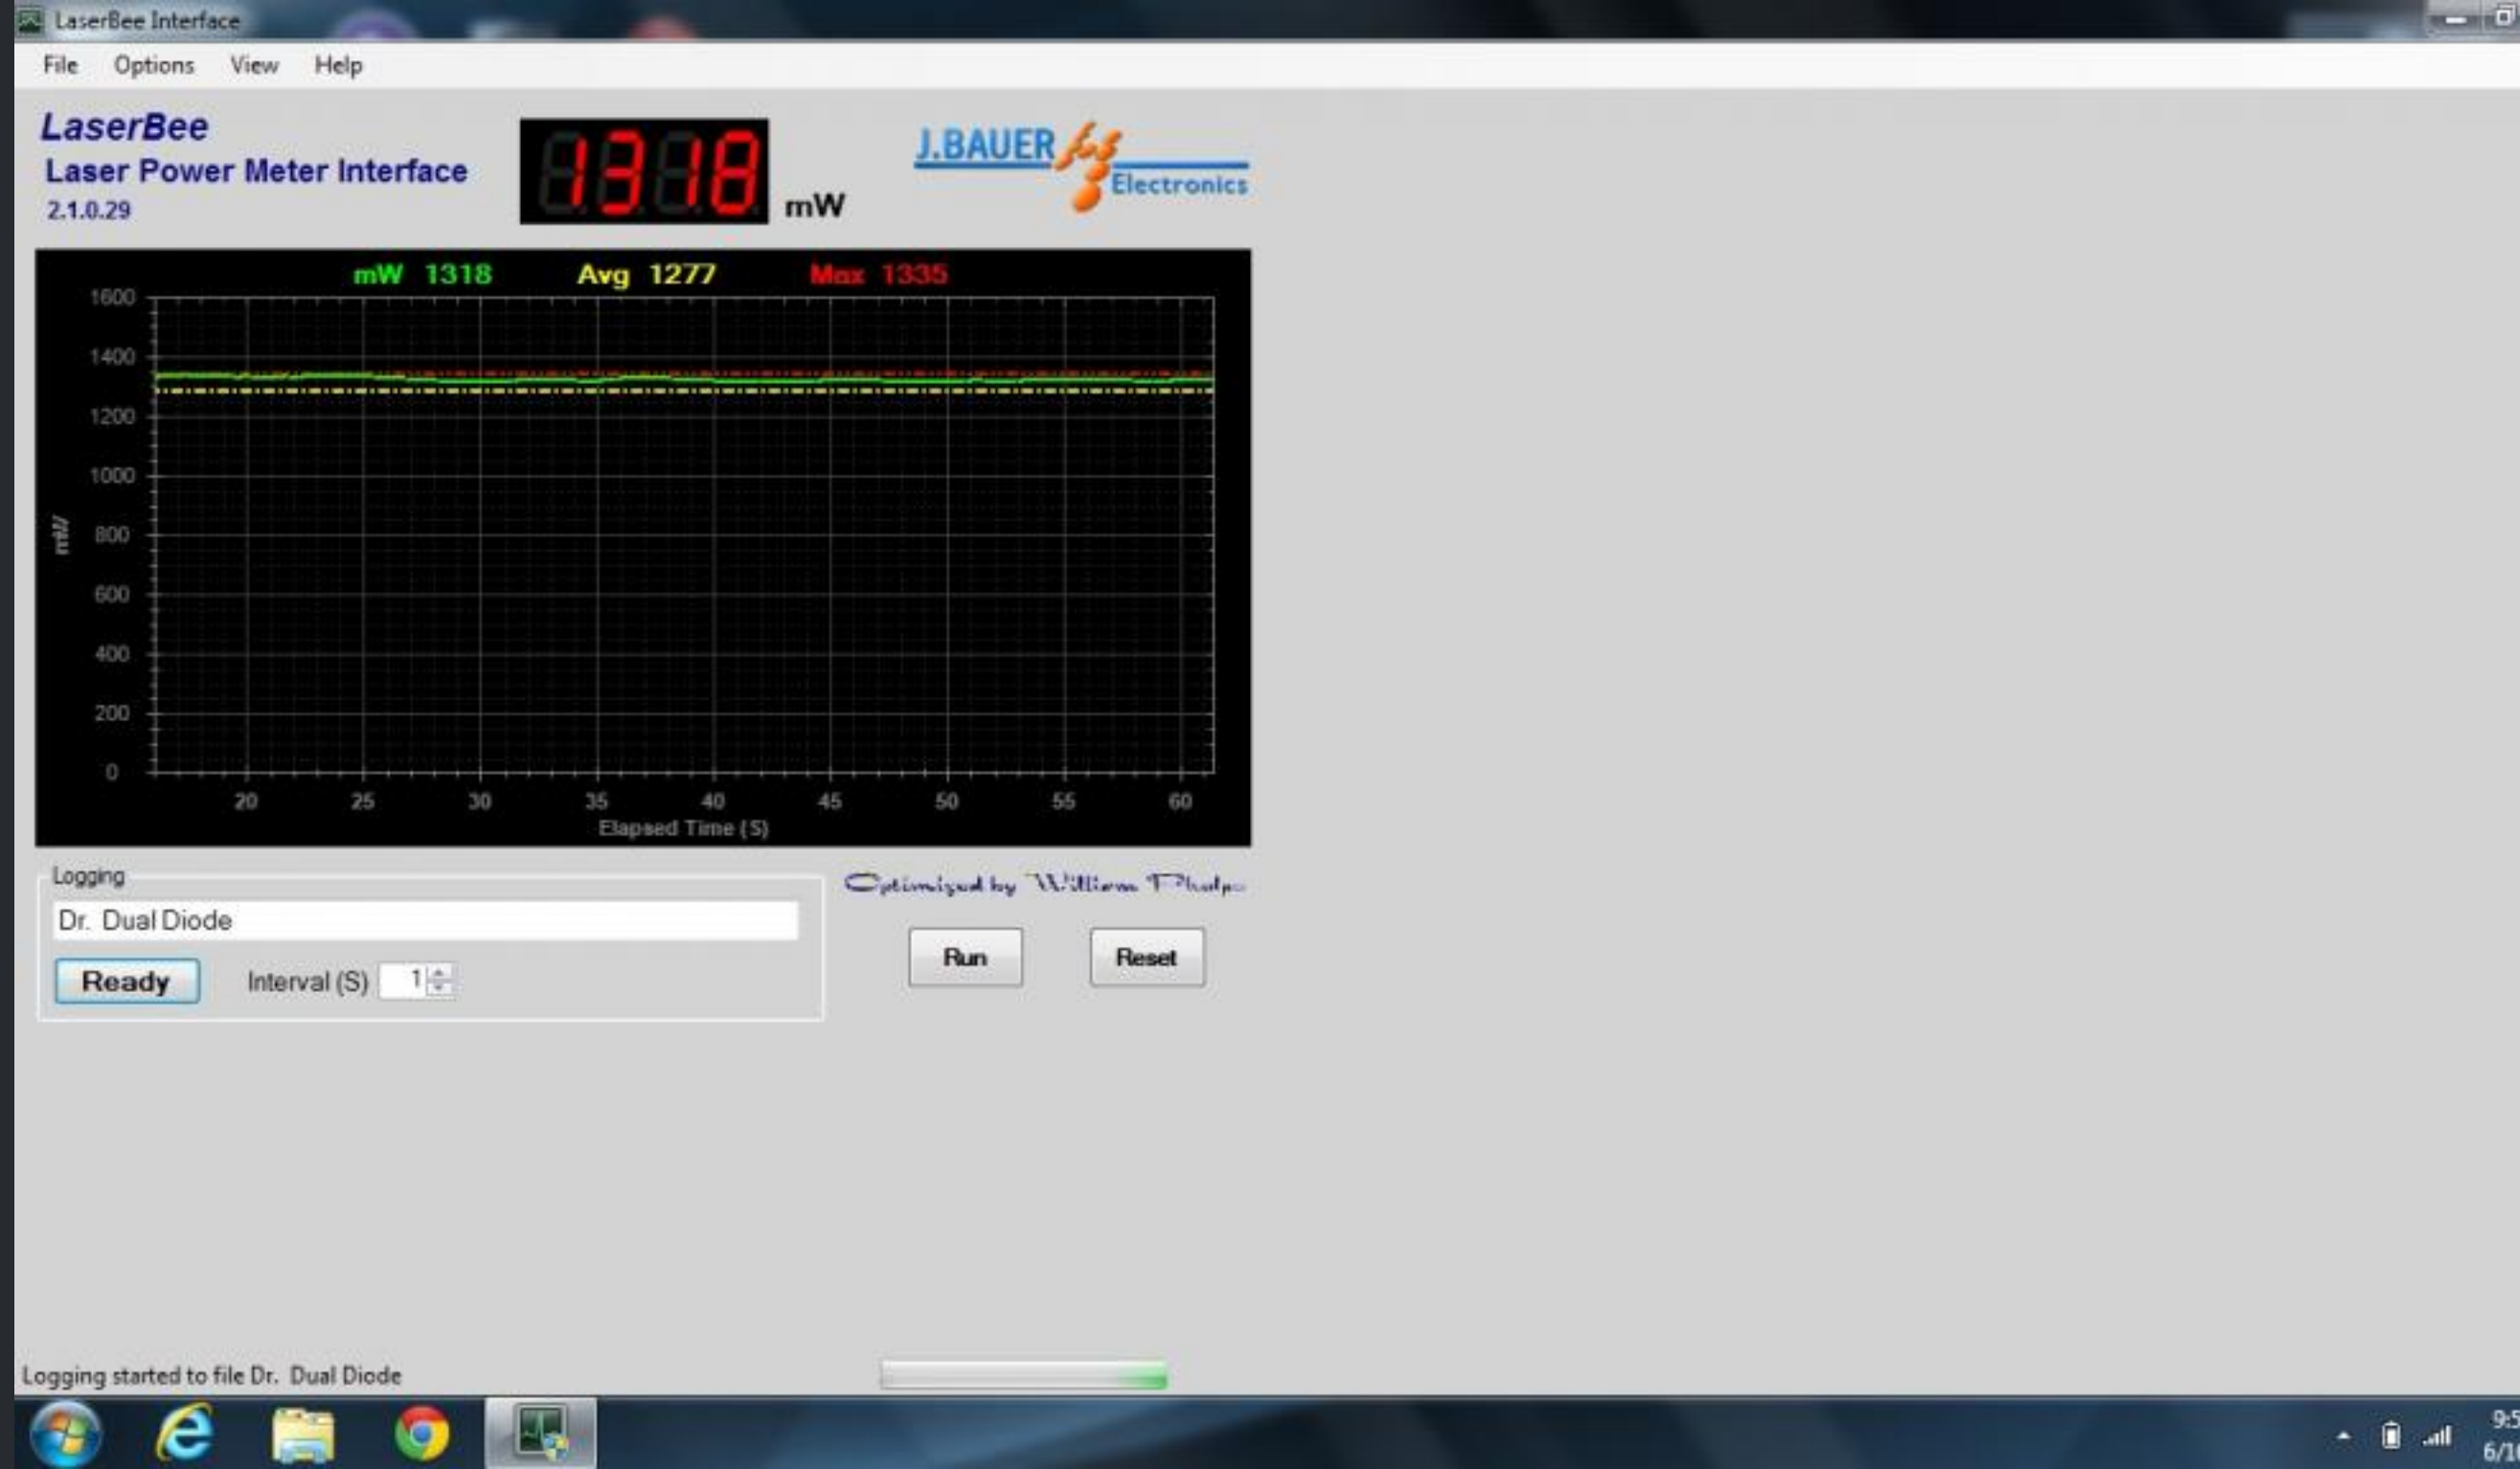 LaserBee Interface
File Options View Help
LaserBee
Laser Power Meter Interface
2.1.0.29
1318 mW
J.BAUER
Electronics
mW 1318 Avg 1277 Max 1335
1600
1400
1200
1000
800
600
400
200
0
mW
20 25 30 35 40 45 50 55 60
Elapsed Time (S)
Logging
Dr. Dual Diode
Ready Interval (S) 1
Optimized by William Phelps
Run Reset
Logging started to file Dr. Dual Diode